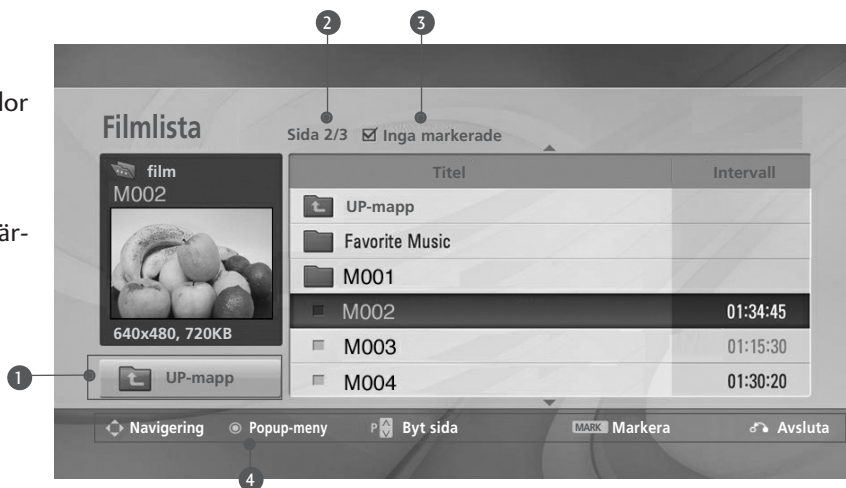 2
3
lor
är-
Filmlista
Sida 2/3 Inga markerade
film
M002
640x480, 720KB
1
UP-mapp
Titel Intervall
UP-mapp
Favorite Music
M001
M002 01:34:45
M003 01:15:30
M004 01:30:20
Navigering Popup-meny P Byt sida MARK Markera Avsluta
4